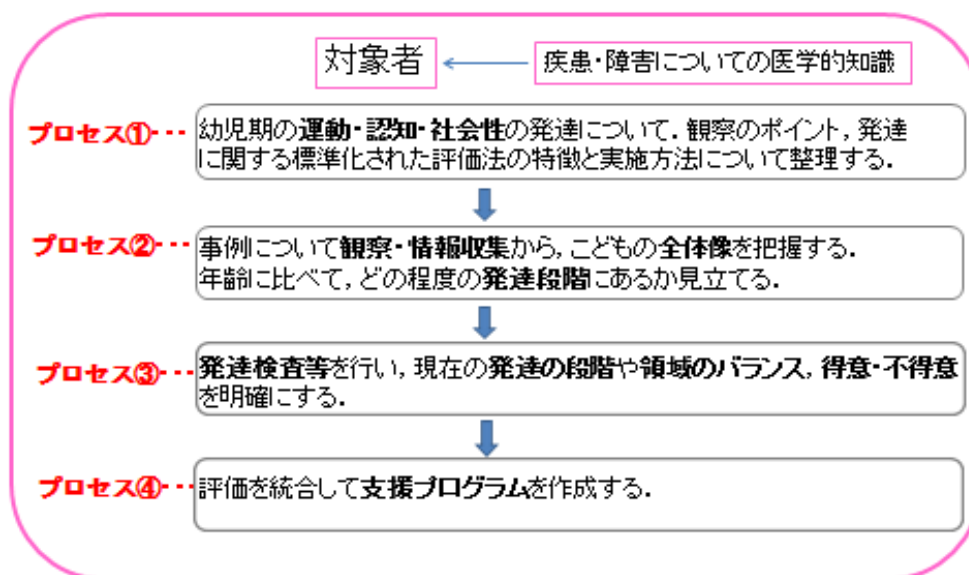 対象者
疾患・障害についての医学的知識
プロセス①･･･
幼児期の運動・認知・社会性の発達について．観察のポイント，発達
に関する標準化された評価法の特徴と実施方法について整理する．
プロセス②･･･
事例について観察・情報収集から，こどもの全体像を把握する．
年齢に比べて，どの程度の発達段階にあるか見立てる．
プロセス③･･･
発達検査等を行い，現在の発達の段階や領域のバランス，得意・不得意
を明確にする．
プロセス④･･･
評価を統合して支援プログラムを作成する．